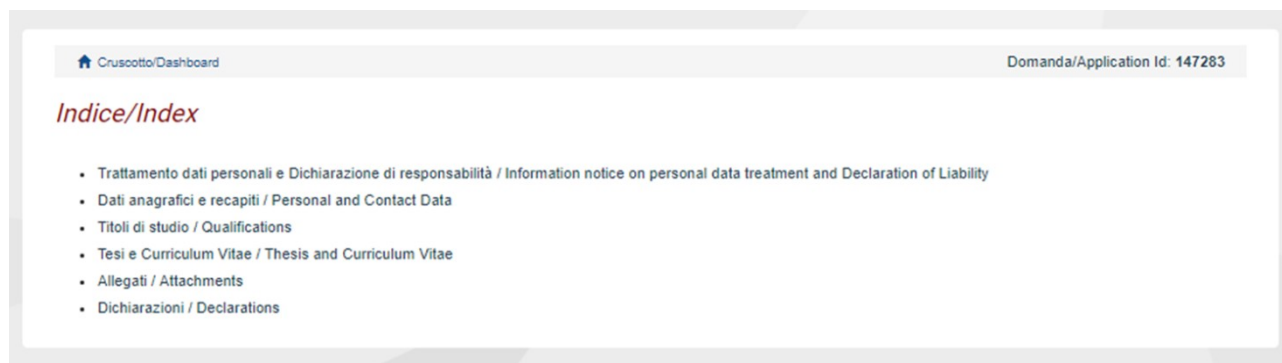 Cruscotto/Dashboard Domanda/Application Id: 147283
Indice/Index
• Trattamento dati personali e Dichiarazione di responsabilità / Information notice on personal data treatment and Declaration of Liability
• Dati anagrafici e recapiti / Personal and Contact Data
• Titoli di studio / Qualifications
• Tesi e Curriculum Vitae / Thesis and Curriculum Vitae
• Allegati / Attachments
• Dichiarazioni / Declarations